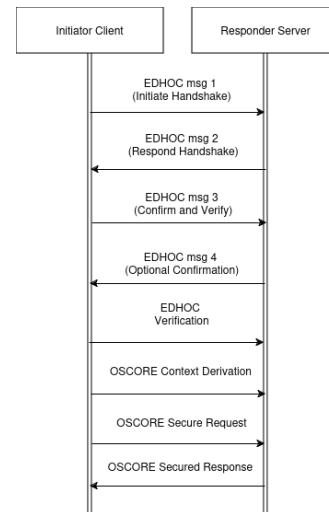 Initiator Client
Responder Server
EDHOC msg 1
(Initiate Handshake)
EDHOC msg 2
(Respond Handshake)
EDHOC msg 3
(Confirm and Verify)
EDHOC msg 4
(Optional Confirmation)
EDHOC
Verification
OSCORE Context Derivation
OSCORE Secure Request
OSCORE Secured Response